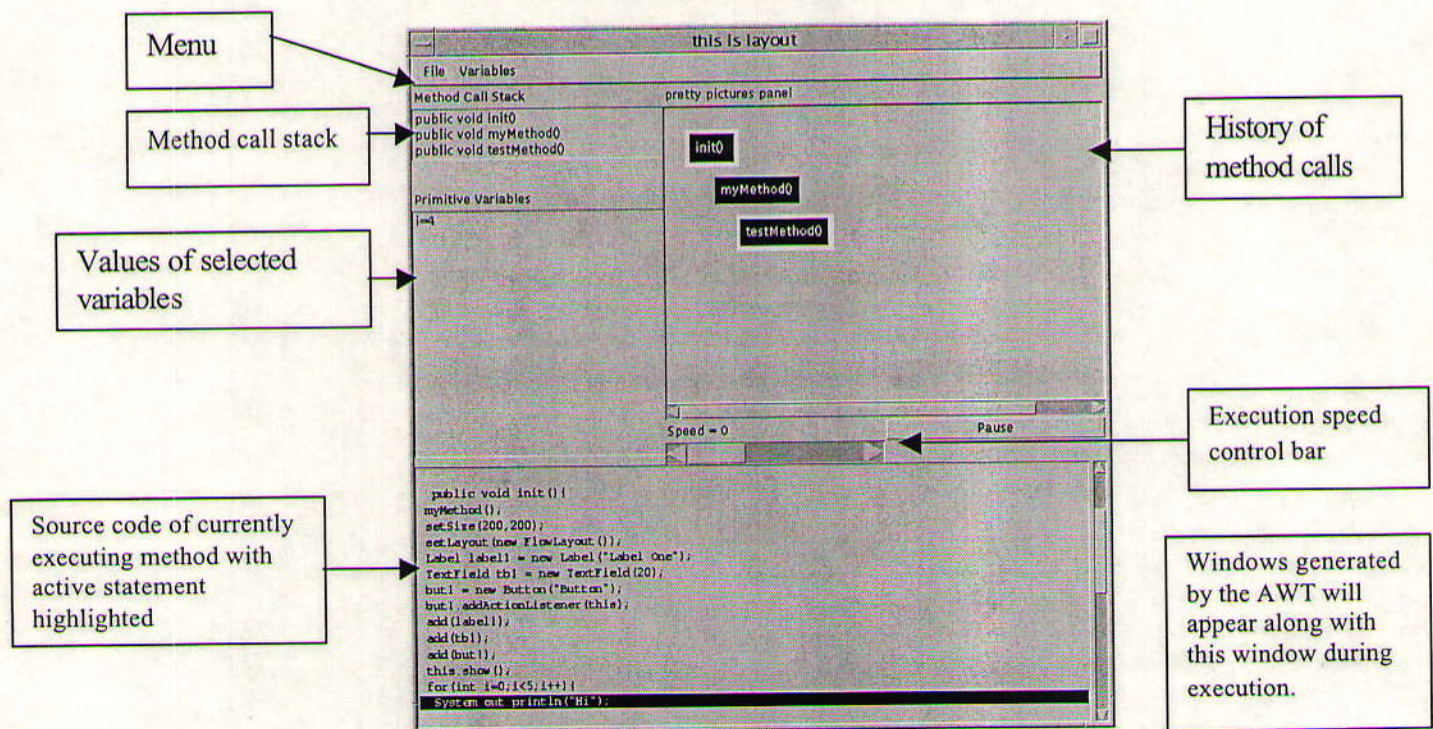 Menu
Method call stack
Values of selected
variables
Source code of currently
executing method with
active statement
highlighted
this is layout
File Variables
Method Call Stack
public void init()
public void myMethod()
public void testMethod()
Primitive Variables
i=4
pretty pictures panel
init()
myMethod()
testMethod()
Speed = 0
Pause
public void init(){
myMethod();
setSize(200,200);
setLayout(new FlowLayout());
Label label1 = new Label("Label One");
TextField tb1 = new TextField(20);
but1 = new Button("Button");
but1.addActionListener(this);
add(label1);
add(tb1);
add(but1);
this.show();
for(int i=0;i<5;i++){
System out println("Hi");
History of
method calls
Execution speed
control bar
Windows generated
by the AWT will
appear along with
this window during
execution.